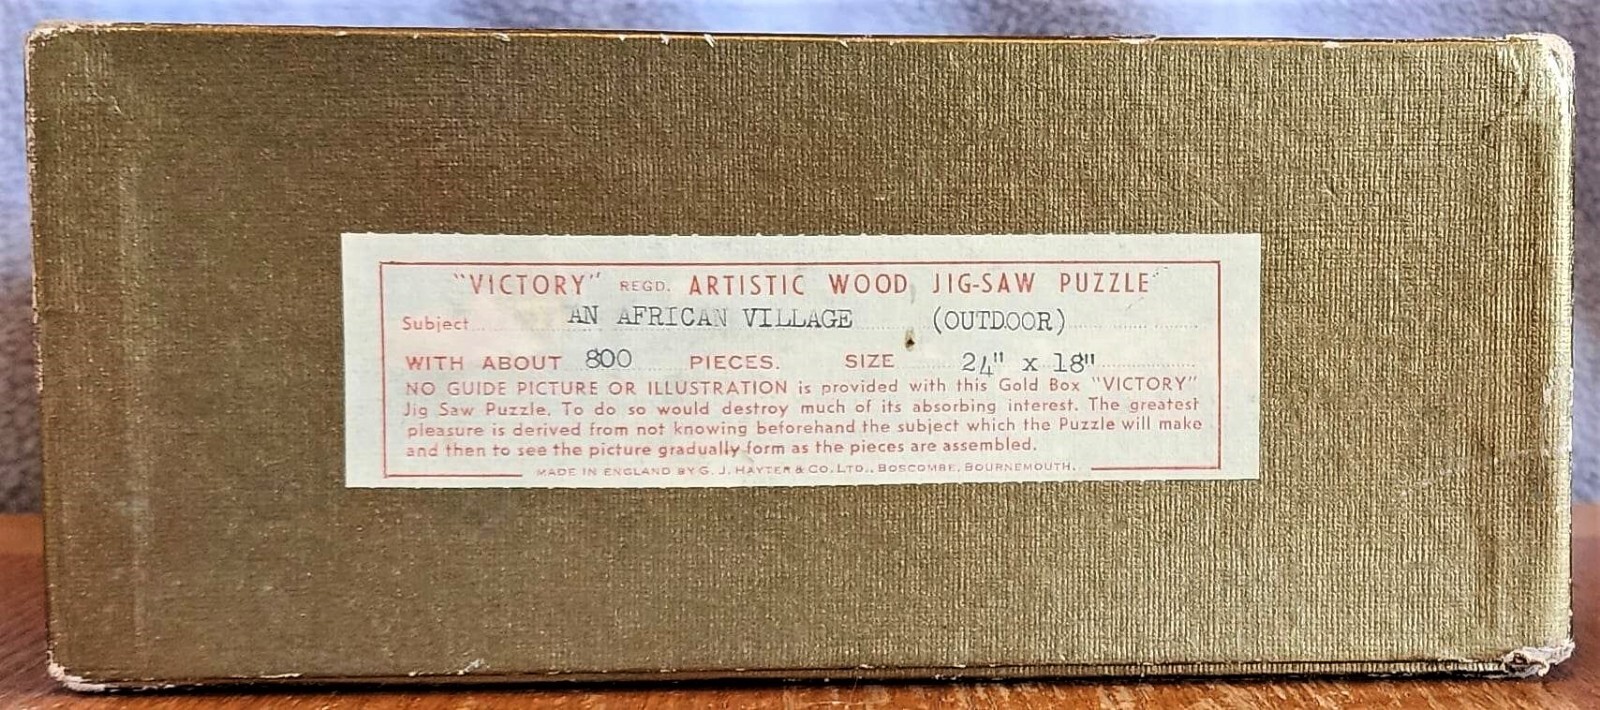 "VICTORY" REGD. ARTISTIC WOOD JIG-SAW PUZZLE
Subject AN AFRICAN VILLAGE (OUTDOOR)
WITH ABOUT 800 PIECES. SIZE 24" x 18"
NO GUIDE PICTURE OR ILLUSTRATION is provided with this Gold Box "VICTORY"
Jig Saw Puzzle. To do so would destroy much of its absorbing interest. The greatest
pleasure is derived from not knowing beforehand the subject which the Puzzle will make
and then to see the picture gradually form as the pieces are assembled.
MADE IN ENGLAND BY G. J. HAYTER & CO. LTD., BOSCOMBE, BOURNEMOUTH.